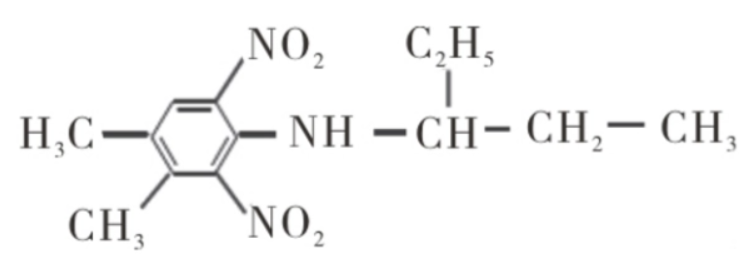 NO₂ C₂H₅
H₃C NH CH CH₂ CH₃
CH₃ NO₂